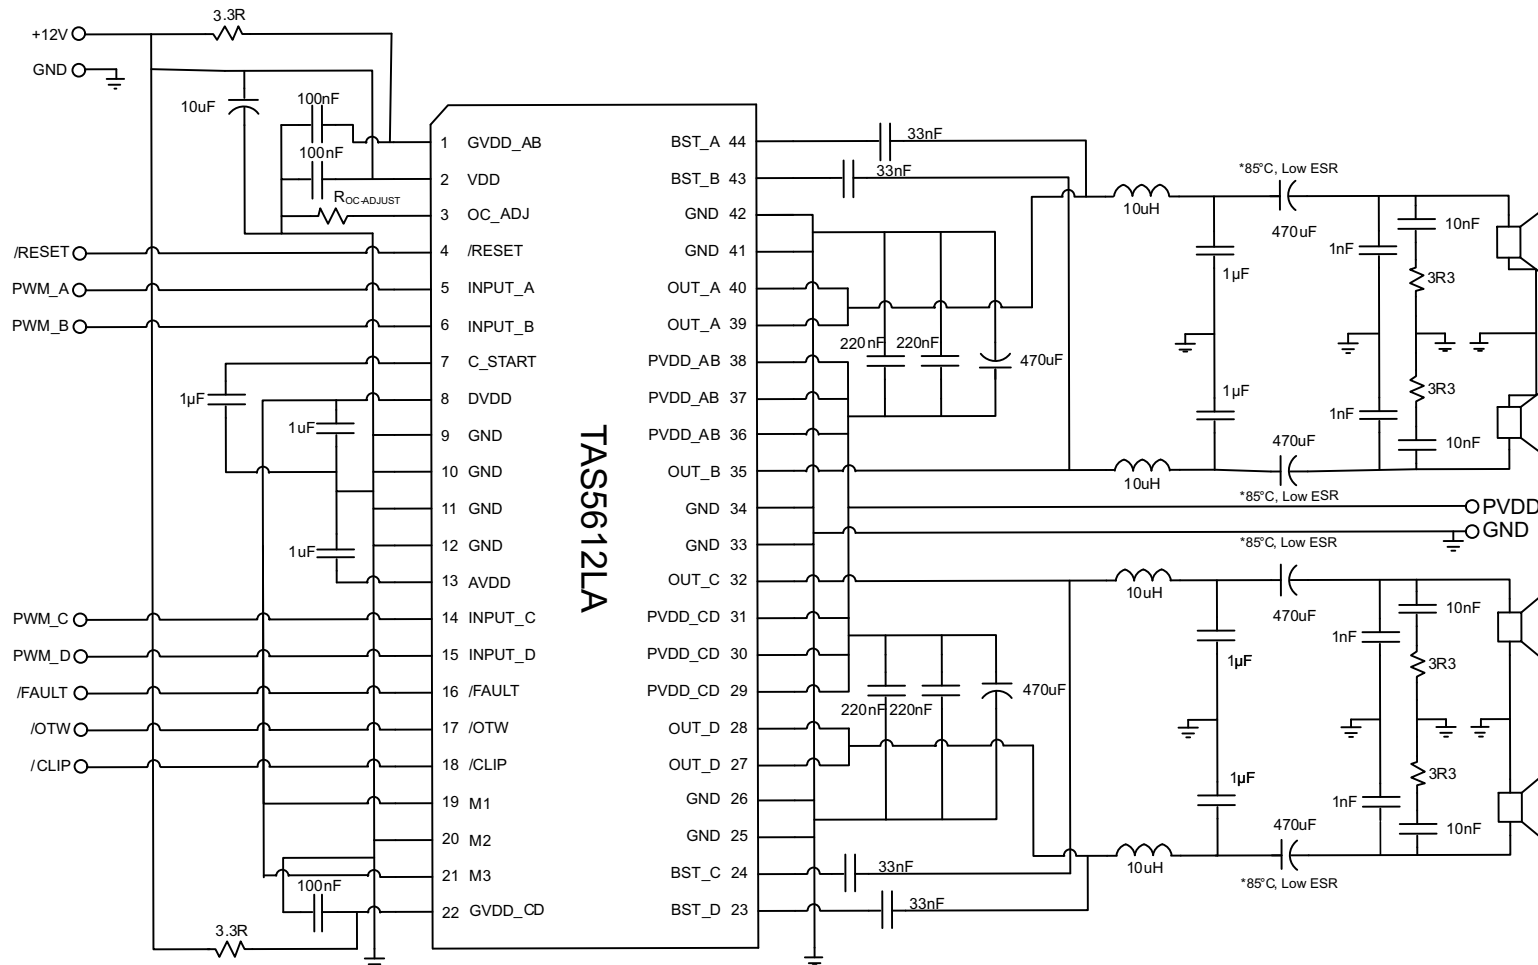 3.3R
+12V
GND
10uF
100nF
100nF
R_OC-ADJUST
/RESET
PWM_A
PWM_B
1µF
1uF
1uF
PWM_C
PWM_D
/FAULT
/OTW
/CLIP
100nF
3.3R
1 GVDD_AB
2 VDD
3 OC_ADJ
4 /RESET
5 INPUT_A
6 INPUT_B
7 C_START
8 DVDD
9 GND
10 GND
11 GND
12 GND
13 AVDD
14 INPUT_C
15 INPUT_D
16 /FAULT
17 /OTW
18 /CLIP
19 M1
20 M2
21 M3
22 GVDD_CD
TAS5612LA
BST_A 44
BST_B 43
GND 42
GND 41
OUT_A 40
OUT_A 39
PVDD_AB 38
PVDD_AB 37
PVDD_AB 36
OUT_B 35
GND 34
GND 33
OUT_C 32
PVDD_CD 31
PVDD_CD 30
PVDD_CD 29
OUT_D 28
OUT_D 27
GND 26
GND 25
BST_C 24
BST_D 23
33nF
33nF
*85°C, Low ESR
10uH
470uF
10nF
1nF
1µF
3R3
220nF
220nF
470uF
1µF
3R3
1nF
10nF
470uF
10uH
*85°C, Low ESR
PVDD
GND
*85°C, Low ESR
10uH
470uF
10nF
1nF
1µF
3R3
220nF
220nF
470uF
1µF
3R3
1nF
10nF
470uF
10uH
*85°C, Low ESR
33nF
33nF